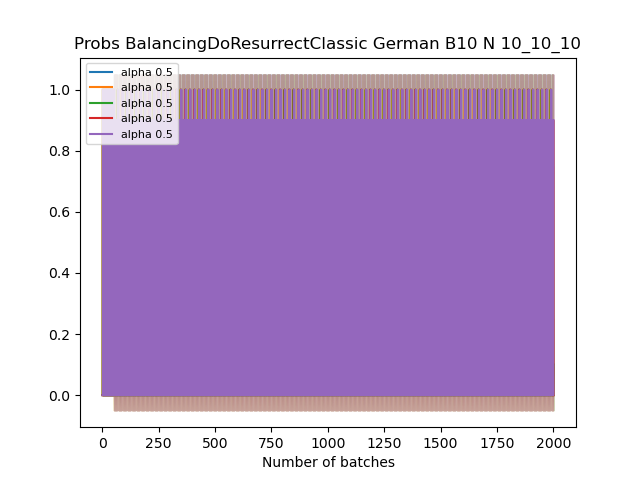 Probs BalancingDoResurrectClassic German B10 N 10_10_10
alpha 0.5
alpha 0.5
alpha 0.5
alpha 0.5
alpha 0.5
1.0
0.8
0.6
0.4
0.2
0.0
0 250 500 750 1000 1250 1500 1750 2000
Number of batches